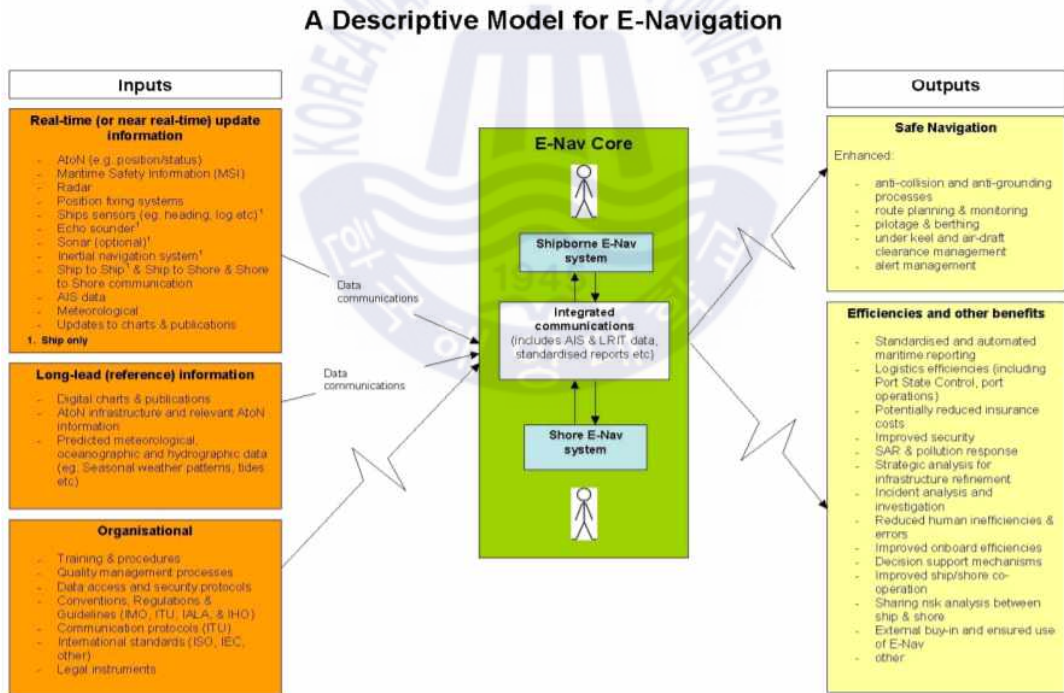 A Descriptive Model for E-Navigation
Inputs
Real-time (or near real-time) update
information
- AtoN (e.g. position/status)
- Maritime Safety Information (MSI)
- Radar
- Position fixing systems
- Ships sensors (eg. heading, log etc)¹
- Echo sounder¹
- Sonar (optional)¹
- Inertial navigation system¹
- Ship to Ship¹ & Ship to Shore & Shore
to Shore communication
- AIS data
- Meteorological
- Updates to charts & publications
1. Ship only
Long-lead (reference) information
- Digital charts & publications
- AtoN infrastructure and relevant AtoN
information
- Predicted meteorological,
oceanographic and hydrographic data
(eg. Seasonal weather patterns, tides
etc)
Organisational
- Training & procedures
- Quality management processes
- Data access and security protocols
- Conventions, Regulations &
Guidelines (IMO, ITU, IALA, & IHO)
- Communication protocols (ITU)
- International standards (ISO, IEC,
other)
- Legal instruments
Data
communications
Data
communications
E-Nav Core
Shipborne E-Nav
system
Integrated
communications
(includes AIS & LRIT data,
standardised reports etc)
Shore E-Nav
system
Outputs
Safe Navigation
Enhanced:
- anti-collision and anti-grounding
processes
- route planning & monitoring
- pilotage & berthing
- under keel and air-draft
clearance management
- alert management
Efficiencies and other benefits
- Standardised and automated
maritime reporting
- Logistics efficiencies (including
Port State Control, port
operations)
- Potentially reduced insurance
costs
- Improved security
- SAR & pollution response
- Strategic analysis for
infrastructure refinement
- Incident analysis and
investigation
- Reduced human inefficiencies &
errors
- Improved onboard efficiencies
- Decision support mechanisms
- Improved ship/shore co-
operation
- Sharing risk analysis between
ship & shore
- External buy-in and ensured use
of E-Nav
- other
KOREA
UNIVERSITY
1945